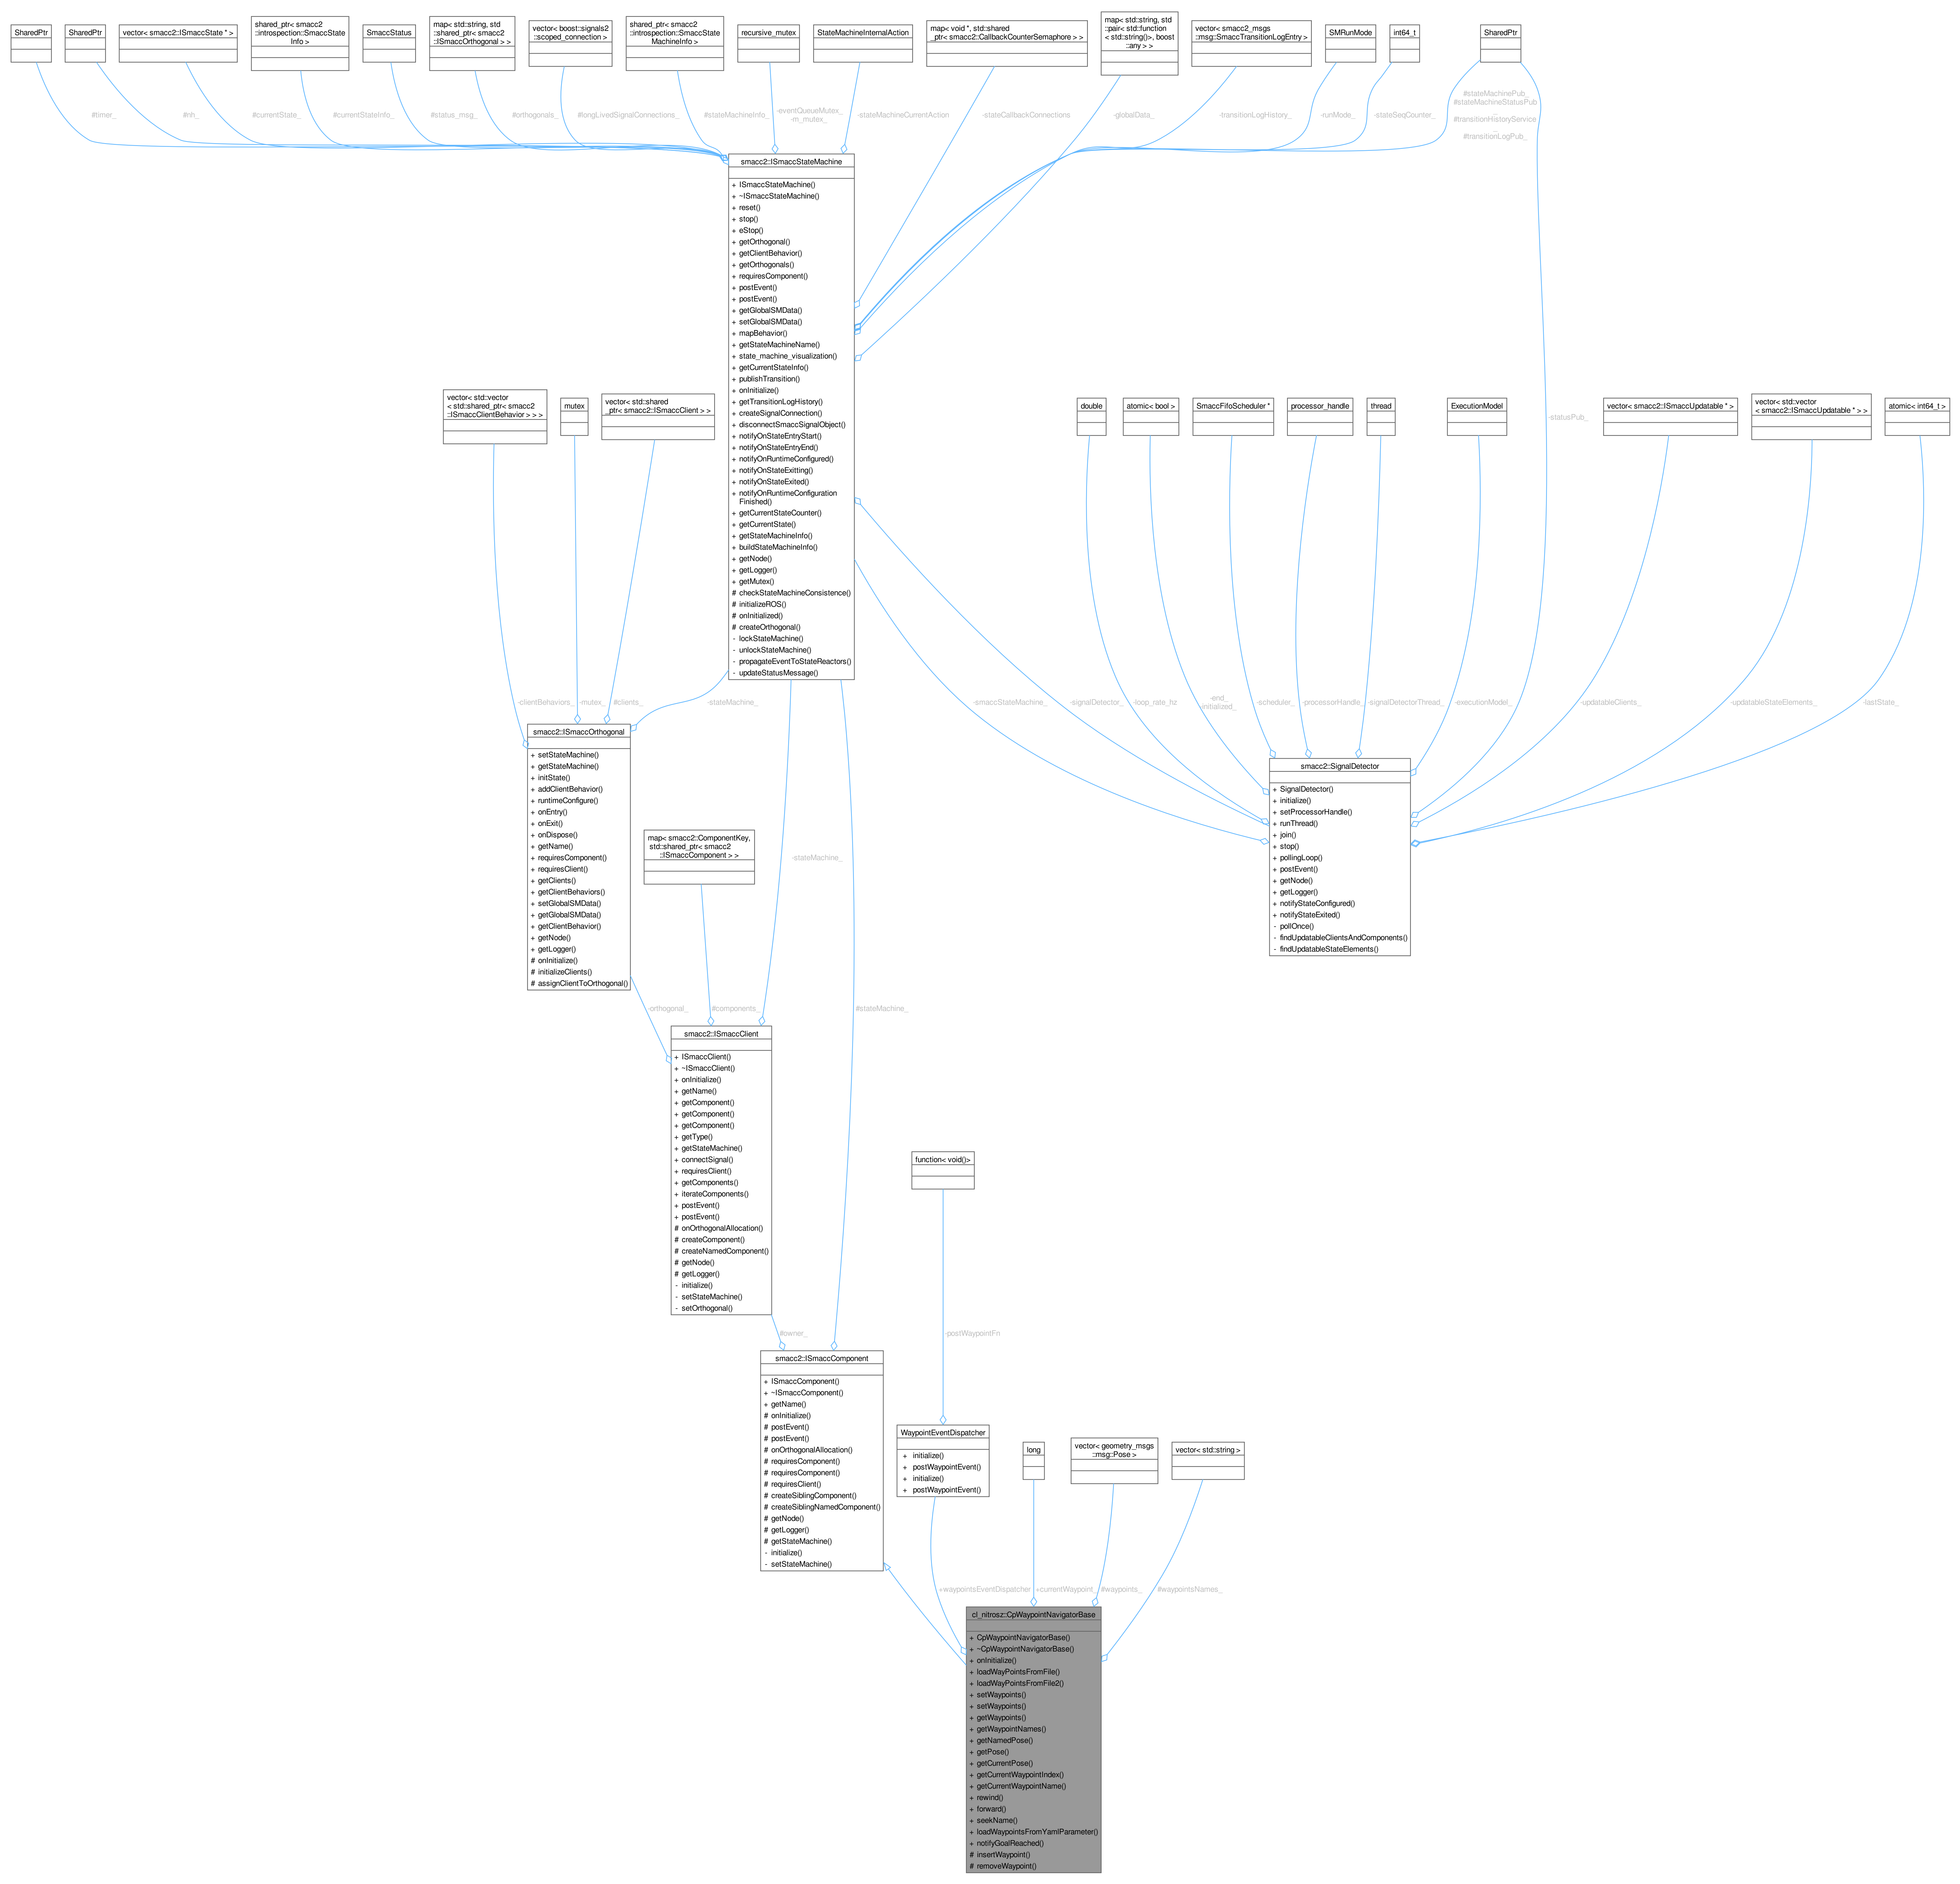 SharedPtr
SharedPtr
vector< smacc2::ISmaccState * >
shared_ptr< smacc2
::introspection::SmaccState
Info >
SmaccStatus
map< std::string, std
::shared_ptr< smacc2
::ISmaccOrthogonal > >
vector< boost::signals2
::scoped_connection >
shared_ptr< smacc2
::introspection::SmaccState
MachineInfo >
recursive_mutex
StateMachineInternalAction
map< void *, std::shared
_ptr< smacc2::CallbackCounterSemaphore > >
map< std::string, std
::pair< std::function
< std::string()>, boost
::any > >
vector< smacc2_msgs
::msg::SmaccTransitionLogEntry >
SMRunMode
int64_t
SharedPtr
#timer_
#nh_
#currentState_
#currentStateInfo_
#status_msg_
#orthogonals_
#longLivedSignalConnections_
#stateMachineInfo_
-eventQueueMutex_
-m_mutex_
-stateMachineCurrentAction
-stateCallbackConnections
-globalData_
-transitionLogHistory_
-runMode_
-stateSeqCounter_
#stateMachinePub_
#stateMachineStatusPub
_
#transitionHistoryService
_
#transitionLogPub_
smacc2::ISmaccStateMachine
+ ISmaccStateMachine()
+ ~ISmaccStateMachine()
+ reset()
+ stop()
+ eStop()
+ getOrthogonal()
+ getClientBehavior()
+ getOrthogonals()
+ requiresComponent()
+ postEvent()
+ postEvent()
+ getGlobalSMData()
+ setGlobalSMData()
+ mapBehavior()
+ getStateMachineName()
+ state_machine_visualization()
+ getCurrentStateInfo()
+ publishTransition()
+ onInitialize()
+ getTransitionLogHistory()
+ createSignalConnection()
+ disconnectSmaccSignalObject()
+ notifyOnStateEntryStart()
+ notifyOnStateEntryEnd()
+ notifyOnRuntimeConfigured()
+ notifyOnStateExitting()
+ notifyOnStateExited()
+ notifyOnRuntimeConfiguration
Finished()
+ getCurrentStateCounter()
+ getCurrentState()
+ getStateMachineInfo()
+ buildStateMachineInfo()
+ getNode()
+ getLogger()
+ getMutex()
# checkStateMachineConsistence()
# initializeROS()
# onInitialized()
# createOrthogonal()
- lockStateMachine()
- unlockStateMachine()
- propagateEventToStateReactors()
- updateStatusMessage()
vector< std::vector
< std::shared_ptr< smacc2
::ISmaccClientBehavior > > >
mutex
vector< std::shared
_ptr< smacc2::ISmaccClient > >
double
atomic< bool >
SmaccFifoScheduler *
processor_handle
thread
ExecutionModel
-statusPub_
vector< smacc2::ISmaccUpdatable * >
vector< std::vector
< smacc2::ISmaccUpdatable * > >
atomic< int64_t >
-clientBehaviors_
-mutex_
#clients_
-stateMachine_
-smaccStateMachine_
-signalDetector_
-loop_rate_hz
-end_
-initialized_
-scheduler_
-processorHandle_
-signalDetectorThread_
-executionModel_
-updatableClients_
-updatableStateElements_
-lastState_
smacc2::ISmaccOrthogonal
+ setStateMachine()
+ getStateMachine()
+ initState()
+ addClientBehavior()
+ runtimeConfigure()
+ onEntry()
+ onExit()
+ onDispose()
+ getName()
+ requiresComponent()
+ requiresClient()
+ getClients()
+ getClientBehaviors()
+ setGlobalSMData()
+ getGlobalSMData()
+ getClientBehavior()
+ getNode()
+ getLogger()
# onInitialize()
# initializeClients()
# assignClientToOrthogonal()
smacc2::SignalDetector
+ SignalDetector()
+ initialize()
+ setProcessorHandle()
+ runThread()
+ join()
+ stop()
+ pollingLoop()
+ postEvent()
+ getNode()
+ getLogger()
+ notifyStateConfigured()
+ notifyStateExited()
- pollOnce()
- findUpdatableClientsAndComponents()
- findUpdatableStateElements()
map< smacc2::ComponentKey,
std::shared_ptr< smacc2
::ISmaccComponent > >
-stateMachine_
-orthogonal_
#components_
#stateMachine_
smacc2::ISmaccClient
+ ISmaccClient()
+ ~ISmaccClient()
+ onInitialize()
+ getName()
+ getComponent()
+ getComponent()
+ getComponent()
+ getType()
+ getStateMachine()
+ connectSignal()
+ requiresClient()
+ getComponents()
+ iterateComponents()
+ postEvent()
+ postEvent()
# onOrthogonalAllocation()
# createComponent()
# createNamedComponent()
# getNode()
# getLogger()
- initialize()
- setStateMachine()
- setOrthogonal()
function< void()>
#owner_
-postWaypointFn
smacc2::ISmaccComponent
+ ISmaccComponent()
+ ~ISmaccComponent()
+ getName()
# onInitialize()
# postEvent()
# postEvent()
# onOrthogonalAllocation()
# requiresComponent()
# requiresComponent()
# requiresClient()
# createSiblingComponent()
# createSiblingNamedComponent()
# getNode()
# getLogger()
# getStateMachine()
- initialize()
- setStateMachine()
WaypointEventDispatcher
+ initialize()
+ postWaypointEvent()
+ initialize()
+ postWaypointEvent()
long
vector< geometry_msgs
::msg::Pose >
vector< std::string >
+waypointsEventDispatcher
+currentWaypoint_
#waypoints_
#waypointsNames_
cl_nitrosz::CpWaypointNavigatorBase
+ CpWaypointNavigatorBase()
+ ~CpWaypointNavigatorBase()
+ onInitialize()
+ loadWayPointsFromFile()
+ loadWayPointsFromFile2()
+ setWaypoints()
+ setWaypoints()
+ getWaypoints()
+ getWaypointNames()
+ getNamedPose()
+ getPose()
+ getCurrentPose()
+ getCurrentWaypointIndex()
+ getCurrentWaypointName()
+ rewind()
+ forward()
+ seekName()
+ loadWaypointsFromYamlParameter()
+ notifyGoalReached()
# insertWaypoint()
# removeWaypoint()